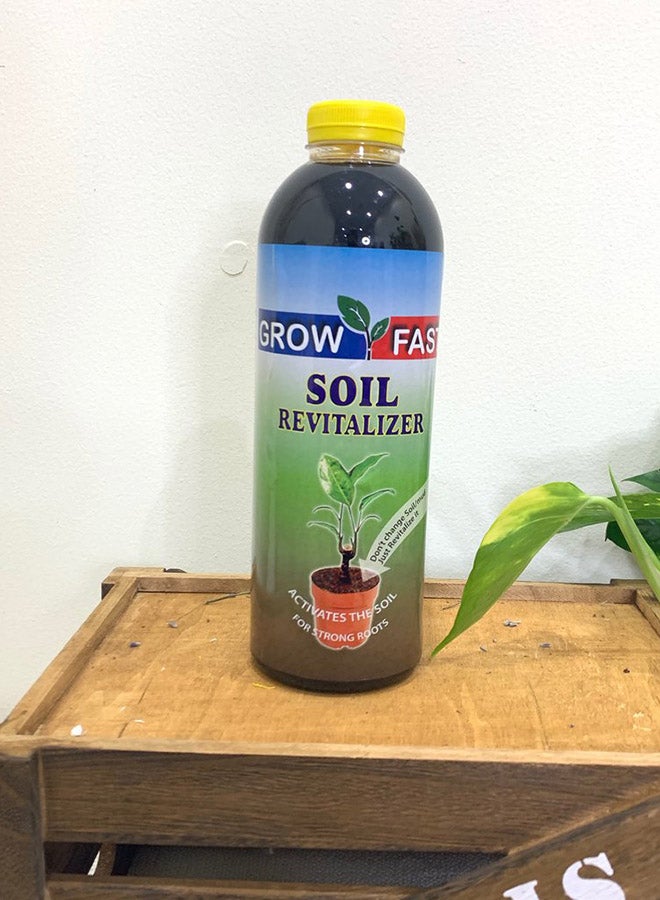 GROW FAST
SOIL
REVITALIZER
Don't change Soil/mud
Just Revitalize it
ACTIVATES THE SOIL
FOR STRONG ROOTS